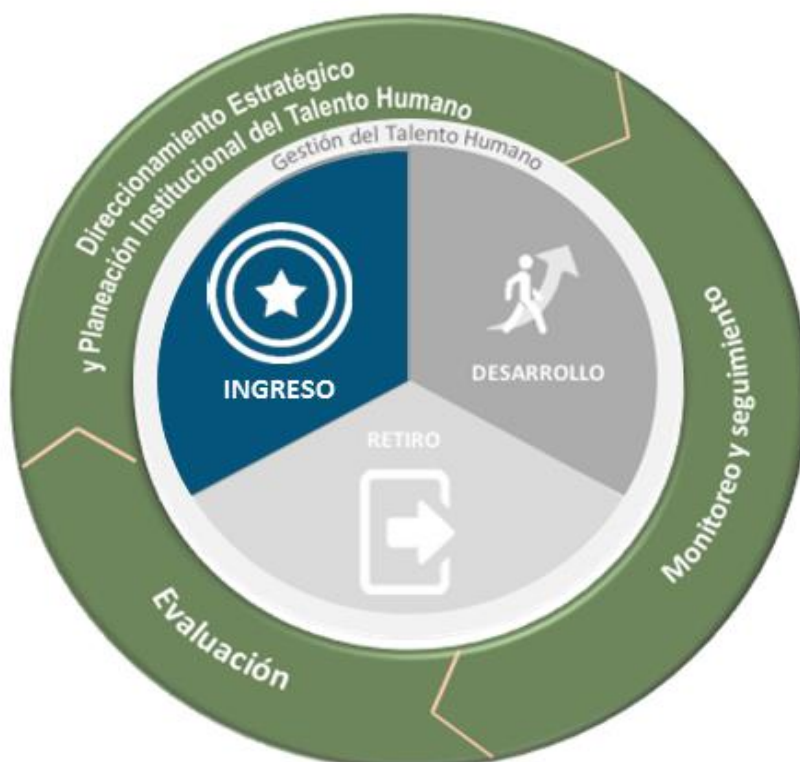 Direccionamiento Estratégico
y Planeación Institucional del Talento Humano
Gestión del Talento Humano
INGRESO
DESARROLLO
RETIRO
Monitoreo y seguimiento
Evaluación